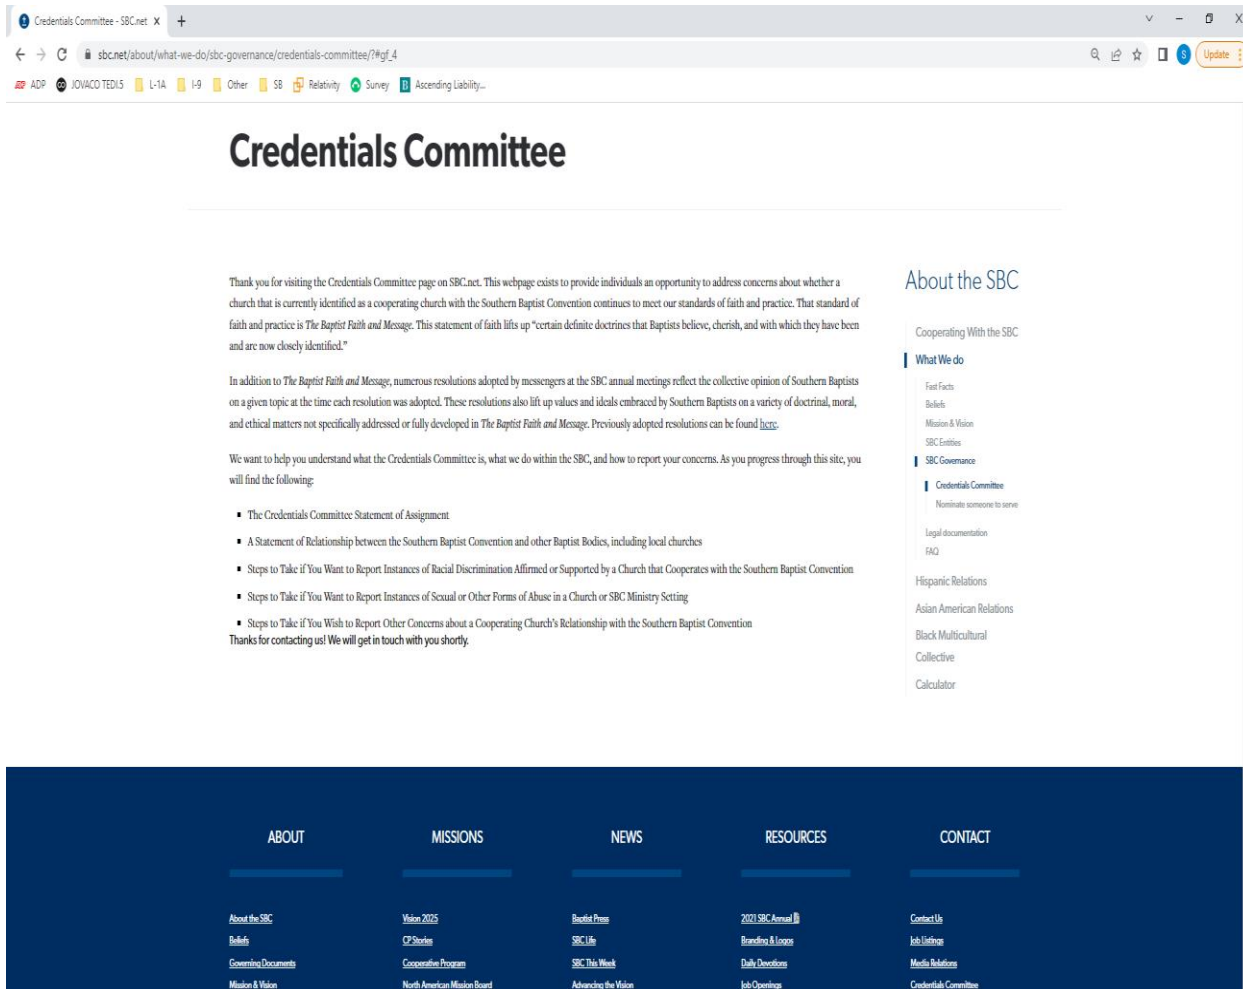 Credentials Committee - SBC.net
sbc.net/about/what-we-do/sbc-governance/credentials-committee/?#gf_4
S
Update
ADP
JOVACO TEDI.5
L-1A
I-9
Other
SB
Relativity
Survey
B
Ascending Liability...
Credentials Committee
Thank you for visiting the Credentials Committee page on SBC.net. This webpage exists to provide individuals an opportunity to address concerns about whether a
church that is currently identified as a cooperating church with the Southern Baptist Convention continues to meet our standards of faith and practice. That standard of
faith and practice is The Baptist Faith and Message. This statement of faith lifts up “certain definite doctrines that Baptists believe, cherish, and with which they have been
and are now closely identified.”
In addition to The Baptist Faith and Message, numerous resolutions adopted by messengers at the SBC annual meetings reflect the collective opinion of Southern Baptists
on a given topic at the time each resolution was adopted. These resolutions also lift up values and ideals embraced by Southern Baptists on a variety of doctrinal, moral,
and ethical matters not specifically addressed or fully developed in The Baptist Faith and Message. Previously adopted resolutions can be found here.
We want to help you understand what the Credentials Committee is, what we do within the SBC, and how to report your concerns. As you progress through this site, you
will find the following:
The Credentials Committee Statement of Assignment
A Statement of Relationship between the Southern Baptist Convention and other Baptist Bodies, including local churches
Steps to Take if You Want to Report Instances of Racial Discrimination Affirmed or Supported by a Church that Cooperates with the Southern Baptist Convention
Steps to Take if You Want to Report Instances of Sexual or Other Forms of Abuse in a Church or SBC Ministry Setting
Steps to Take if You Wish to Report Other Concerns about a Cooperating Church’s Relationship with the Southern Baptist Convention
Thanks for contacting us! We will get in touch with you shortly.
About the SBC
Cooperating With the SBC
What We do
Fast Facts
Beliefs
Mission & Vision
SBC Entities
SBC Governance
Credentials Committee
Nominate someone to serve
Legal documentation
FAQ
Hispanic Relations
Asian American Relations
Black Multicultural
Collective
Calculator
ABOUT
About the SBC
Beliefs
Governing Documents
Mission & Vision
MISSIONS
Vision 2025
CP Stories
Cooperative Program
North American Mission Board
NEWS
Baptist Press
SBC Life
SBC This Week
Advancing the Vision
RESOURCES
2021 SBC Annual
Branding & Logos
Daily Devotions
Job Openings
CONTACT
Contact Us
Job Listings
Media Relations
Credentials Committee